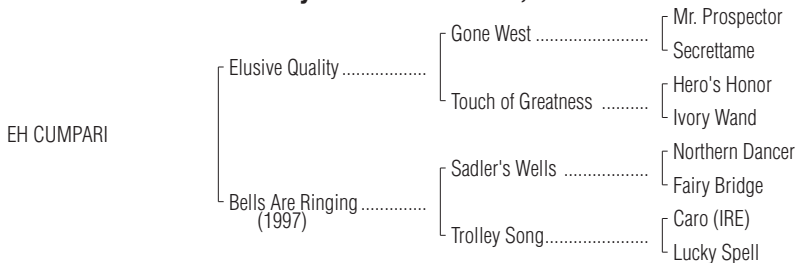 Mr. Prospector
Gone West ........................
Secrettame
Elusive Quality ..................
Hero's Honor
Touch of Greatness ..........
Ivory Wand
EH CUMPARI
Northern Dancer
Sadler's Wells ..................
Fairy Bridge
Bells Are Ringing ..............
(1997)
Caro (IRE)
Trolley Song......................
Lucky Spell